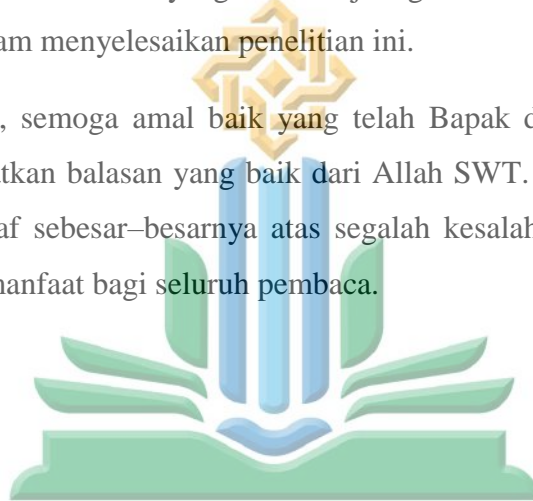 am menyelesaikan penelitian ini.
, semoga amal baik yang telah Bapak d
tkan balasan yang baik dari Allah SWT.
af sebesar–besarnya atas segalah kesalah
nanfaat bagi seluruh pembaca.